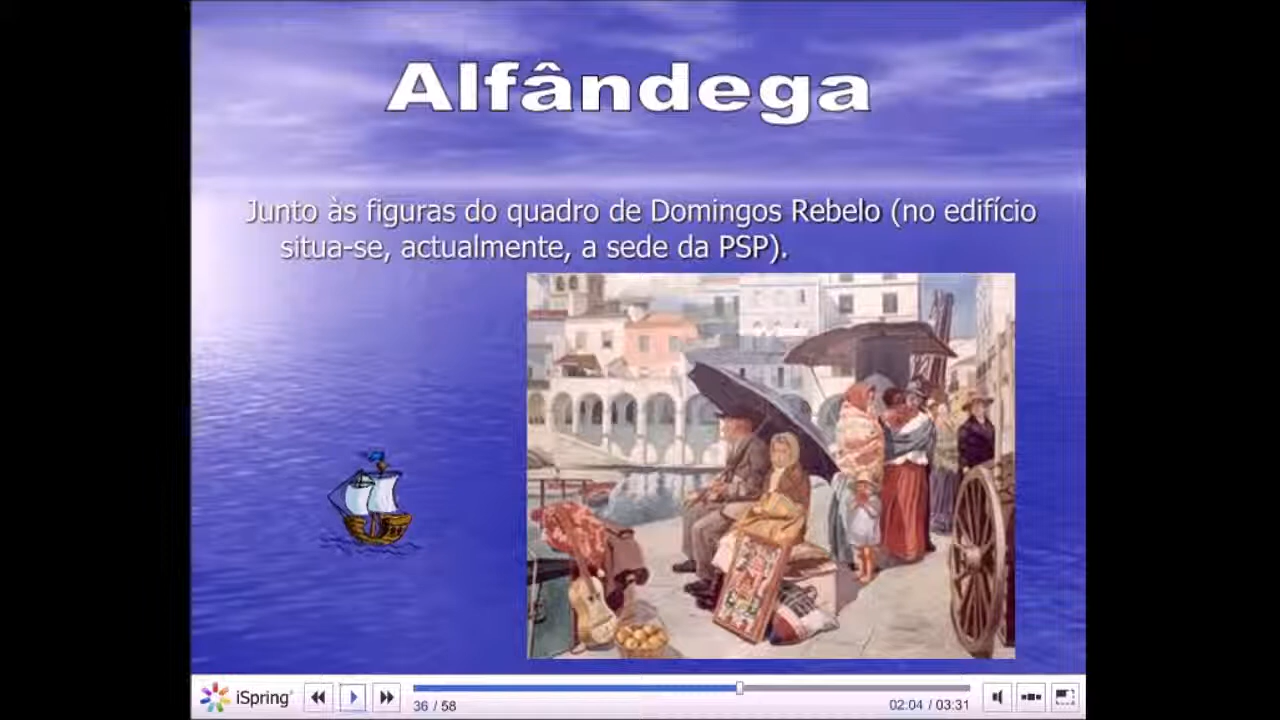 Alfândega
Junto às figuras do quadro de Domingos Rebelo (no edifício
situa-se, actualmente, a sede da PSP).
iSpring
36 / 58
02:04 / 03:31